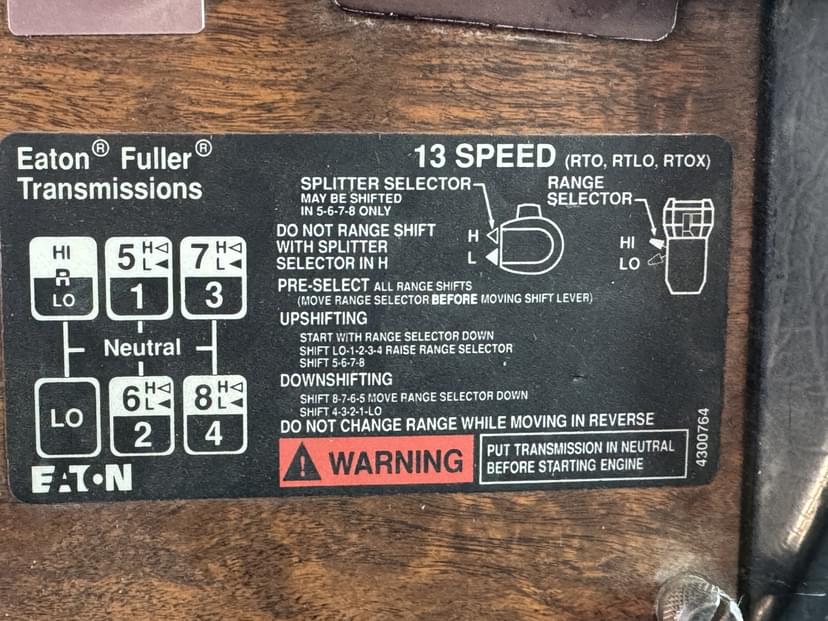 Eaton® Fuller®
Transmissions
13 SPEED (RTO, RTLO, RTOX)
HI
R
LO
5 H L
1
7 H L
3
Neutral
LO
6 H L
2
8 H L
4
EATON
SPLITTER SELECTOR
MAY BE SHIFTED
IN 5-6-7-8 ONLY
H
L
RANGE
SELECTOR
HI
LO
DO NOT RANGE SHIFT
WITH SPLITTER
SELECTOR IN H
PRE-SELECT ALL RANGE SHIFTS
(MOVE RANGE SELECTOR BEFORE MOVING SHIFT LEVER)
UPSHIFTING
START WITH RANGE SELECTOR DOWN
SHIFT LO-1-2-3-4 RAISE RANGE SELECTOR
SHIFT 5-6-7-8
DOWNSHIFTING
SHIFT 8-7-6-5 MOVE RANGE SELECTOR DOWN
SHIFT 4-3-2-1-LO
DO NOT CHANGE RANGE WHILE MOVING IN REVERSE
WARNING
PUT TRANSMISSION IN NEUTRAL
BEFORE STARTING ENGINE
4300764